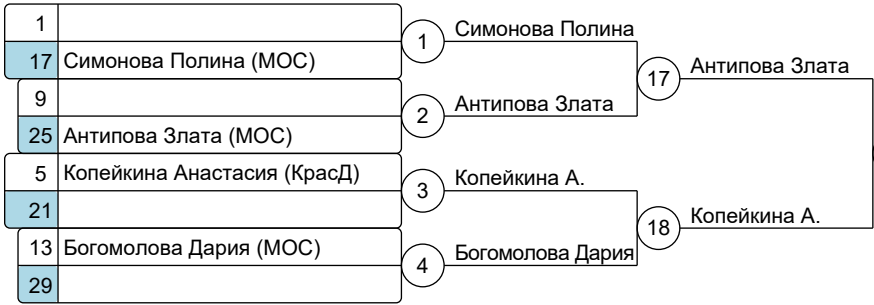 1
17 Симонова Полина (МОС)
9
25 Антипова Злата (МОС)
5 Копейкина Анастасия (КрасД)
21
13 Богомолова Дария (МОС)
29
1 Симонова Полина
2 Антипова Злата
3 Копейкина А.
4 Богомолова Дария
17 Антипова Злата
18 Копейкина А.